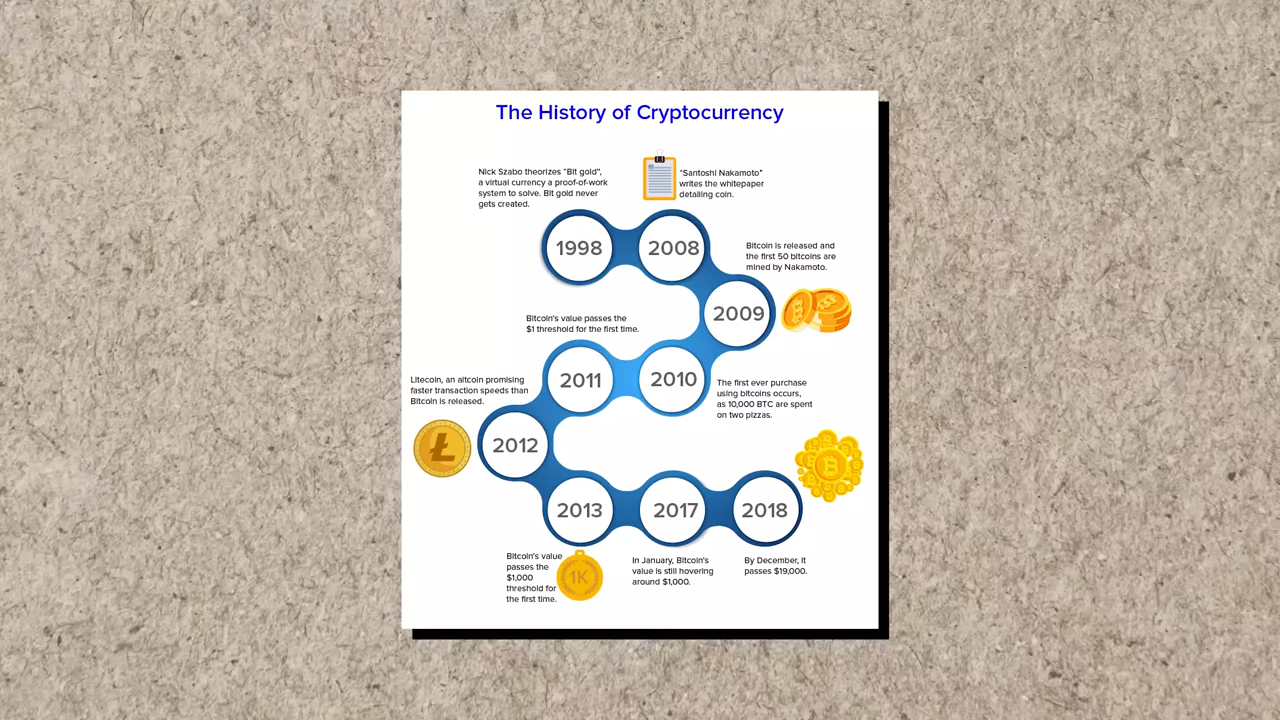 The History of Cryptocurrency
Nick Szabo theorizes "Bit gold",
a virtual currency a proof-of-work
system to solve. Bit gold never
gets created.
"Santoshi Nakamoto"
writes the whitepaper
detailing coin.
1998
2008
Bitcoin is released and
the first 50 bitcoins are
mined by Nakamoto.
2009
Bitcoin's value passes the
$1 threshold for the first time.
2011
2010
The first ever purchase
using bitcoins occurs,
as 10,000 BTC are spent
on two pizzas.
Litecoin, an altcoin promising
faster transaction speeds than
Bitcoin is released.
2012
2013
2017
2018
Bitcoin's value
passes the
$1,000
threshold for
the first time.
1K
In January, Bitcoin's
value is still hovering
around $1,000.
By December, it
passes $19,000.